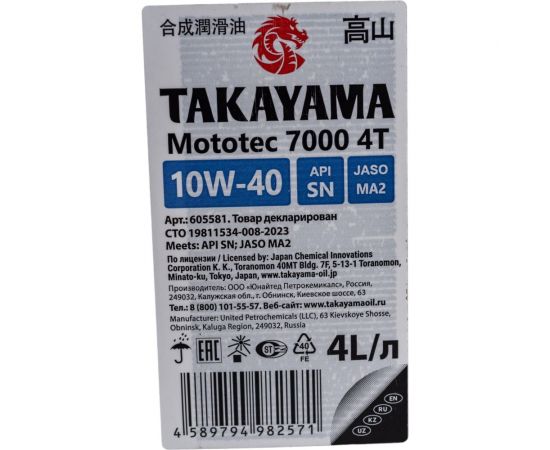 合成潤滑油
高山
TAKAYAMA
Mototec 7000 4T
10W-40
API
SN
JASO
MA2
Арт.: 605581. Товар декларирован
СТО 19811534-008-2023
Meets: API SN; JASO MA2
По лицензии / Licensed by: Japan Chemical Innovations
Corporation K. K., Toranomon 40MT Bldg. 7F, 5-13-1 Toranomon,
Minato-ku, Tokyo, Japan, www.takayama-oil.jp
Производитель: ООО «Юнайтед Петрокемикалс», Россия,
249032, Калужская обл., г. Обнинск, Киевское шоссе, 63
Тел.: 8 (800) 101-55-57. Веб-сайт: www.takayamaoil.ru
Manufacturer: United Petrochemicals (LLC), 63 Kievskoye Shosse,
Obninsk, Kaluga Region, 249032, Russia
EAC
ST
40
FE
4L/л
4 589794 982571
EN
RU
KZ
UZ